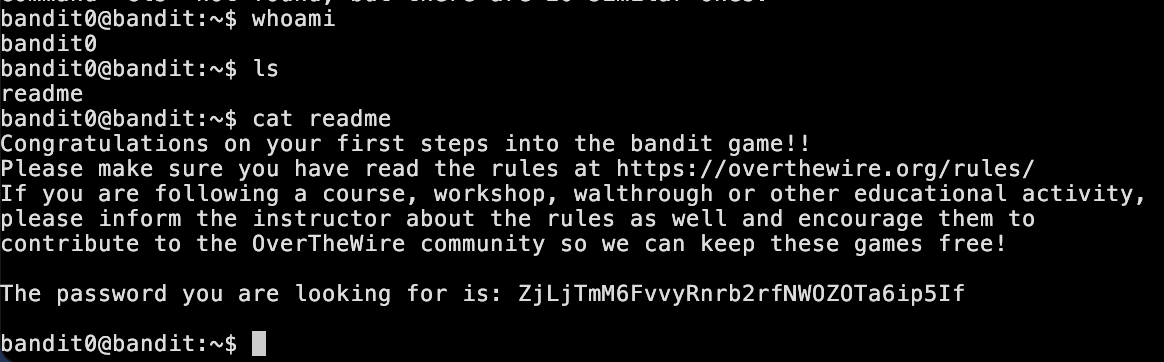 bandit0@bandit:~$ whoami
bandit0
bandit0@bandit:~$ ls
readme
bandit0@bandit:~$ cat readme
Congratulations on your first steps into the bandit game!!
Please make sure you have read the rules at https://overthewire.org/rules/
If you are following a course, workshop, walthrough or other educational activity,
please inform the instructor about the rules as well and encourage them to
contribute to the OverTheWire community so we can keep these games free!
The password you are looking for is: ZjLjTmM6FvvyRnrb2rfNWOZOTa6ip5If
bandit0@bandit:~$